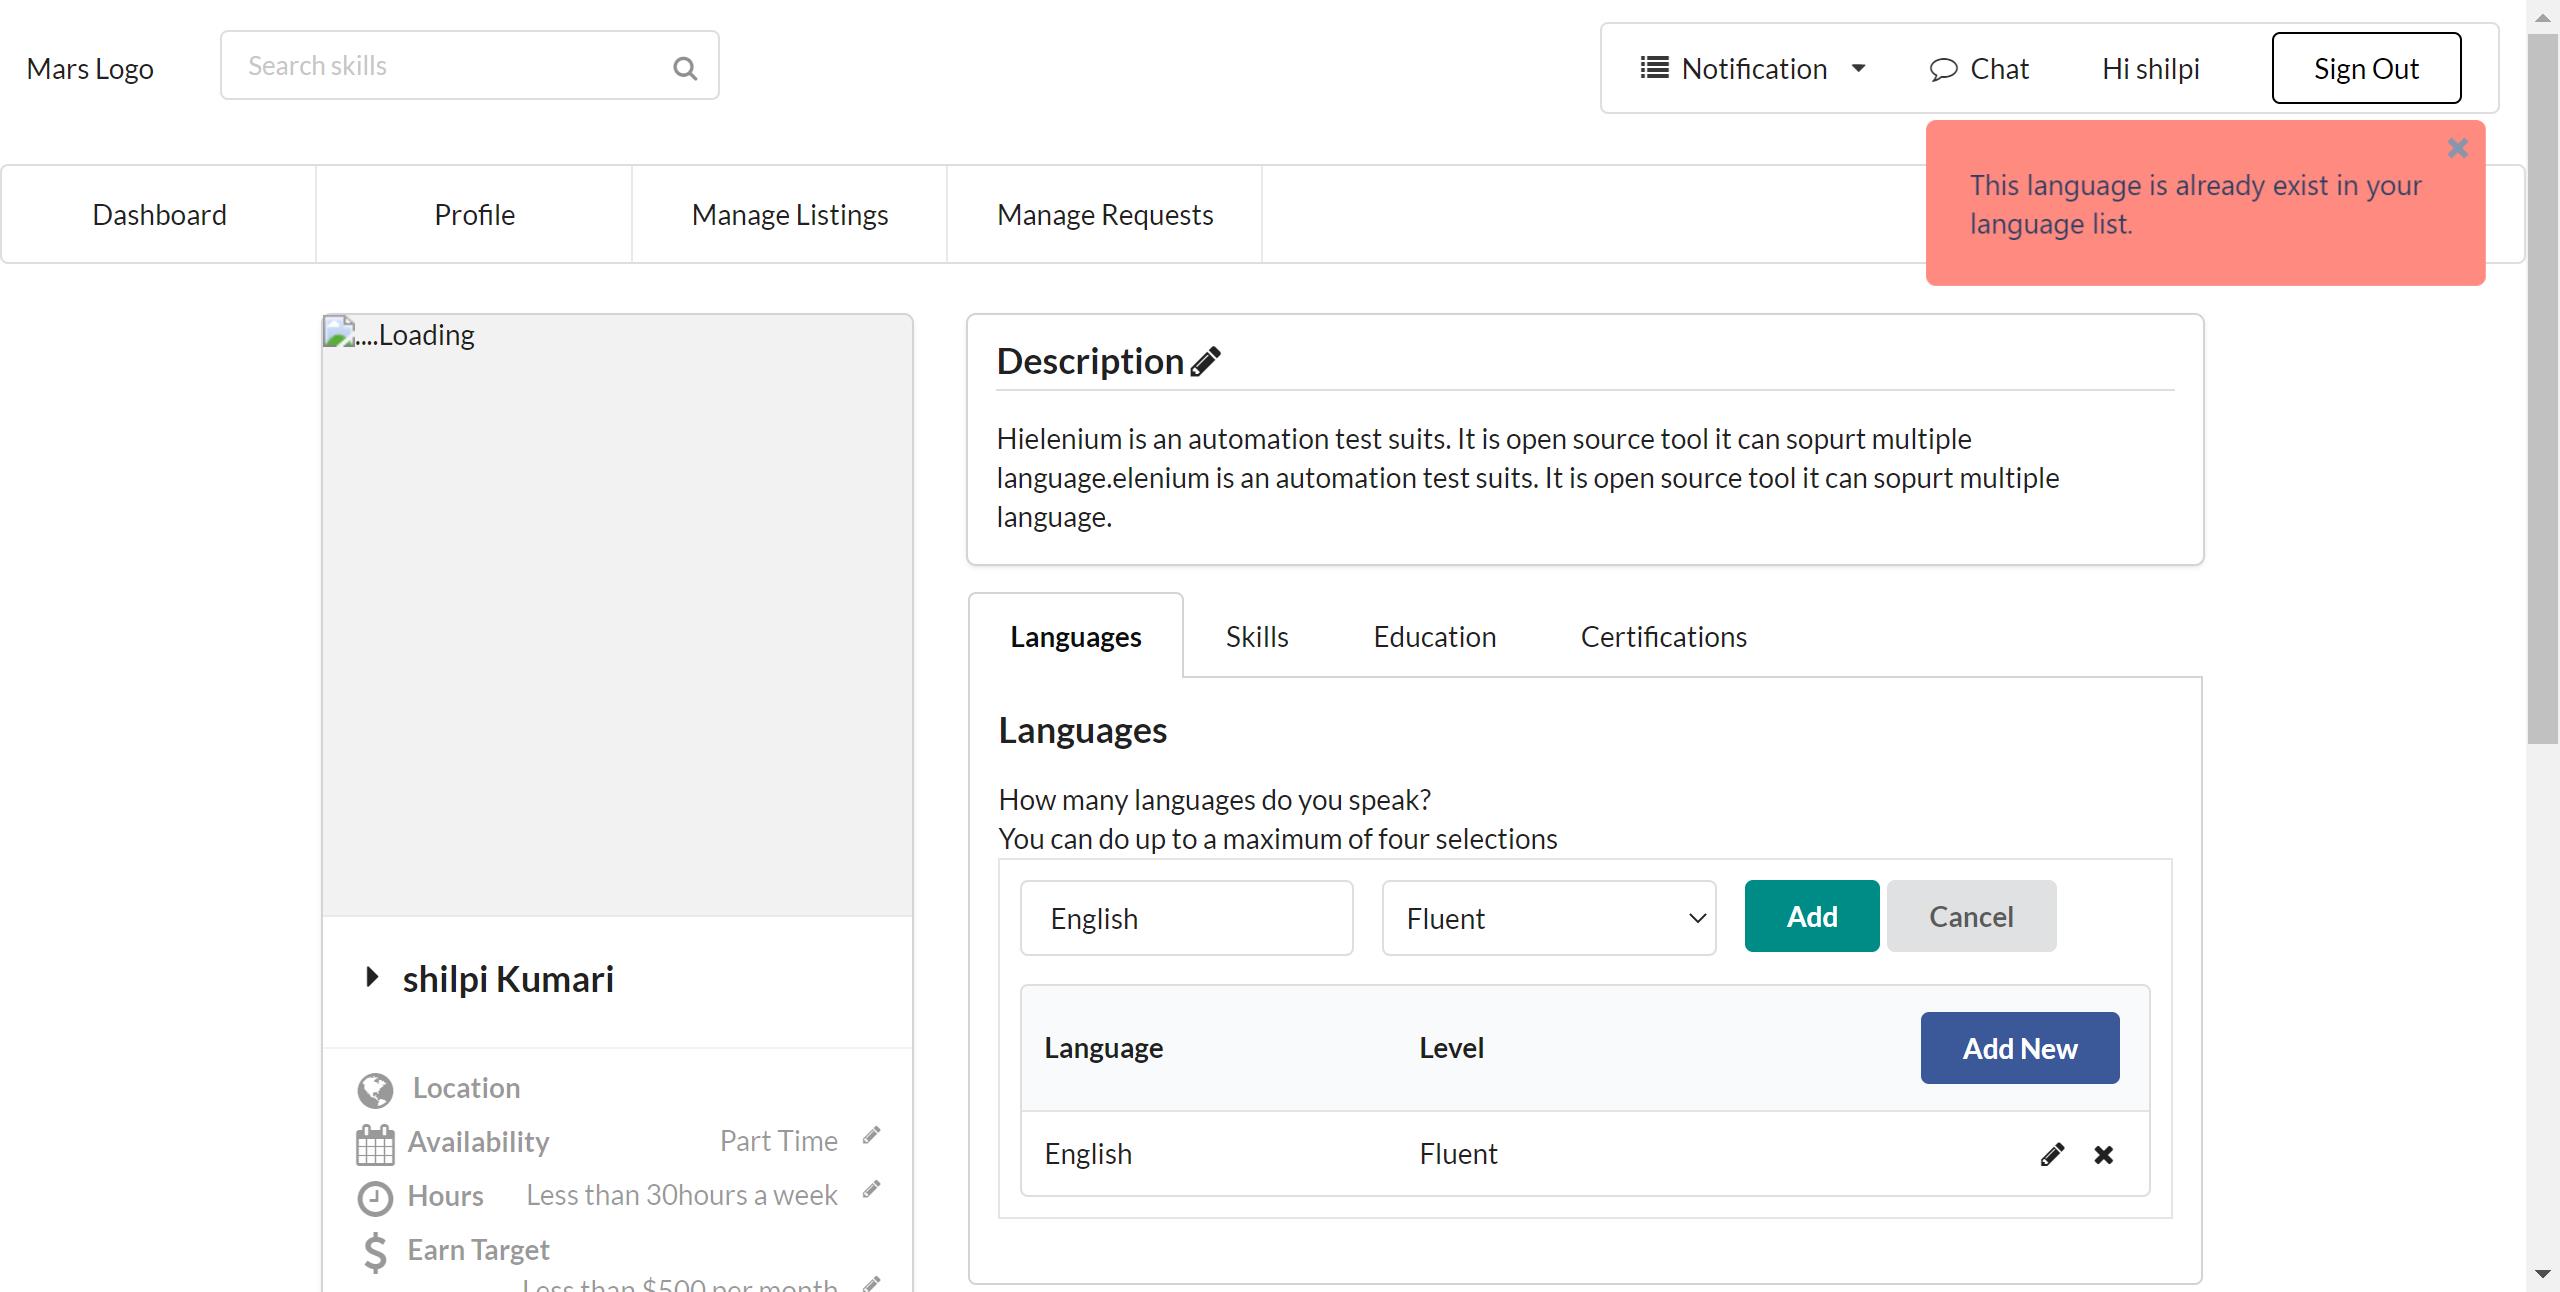 Mars Logo
Search skills
Notification
Chat
Hi shilpi
Sign Out
This language is already exist in your
language list.
Dashboard
Profile
Manage Listings
Manage Requests
....Loading
shilpi Kumari
Location
Availability
Part Time
Hours
Less than 30hours a week
Earn Target
Less than $500 per month
Description
Hielenium is an automation test suits. It is open source tool it can sopurt multiple
language.elenium is an automation test suits. It is open source tool it can sopurt multiple
language.
Languages
Skills
Education
Certifications
Languages
How many languages do you speak?
You can do up to a maximum of four selections
English
Fluent
Add
Cancel
Language
Level
Add New
English
Fluent